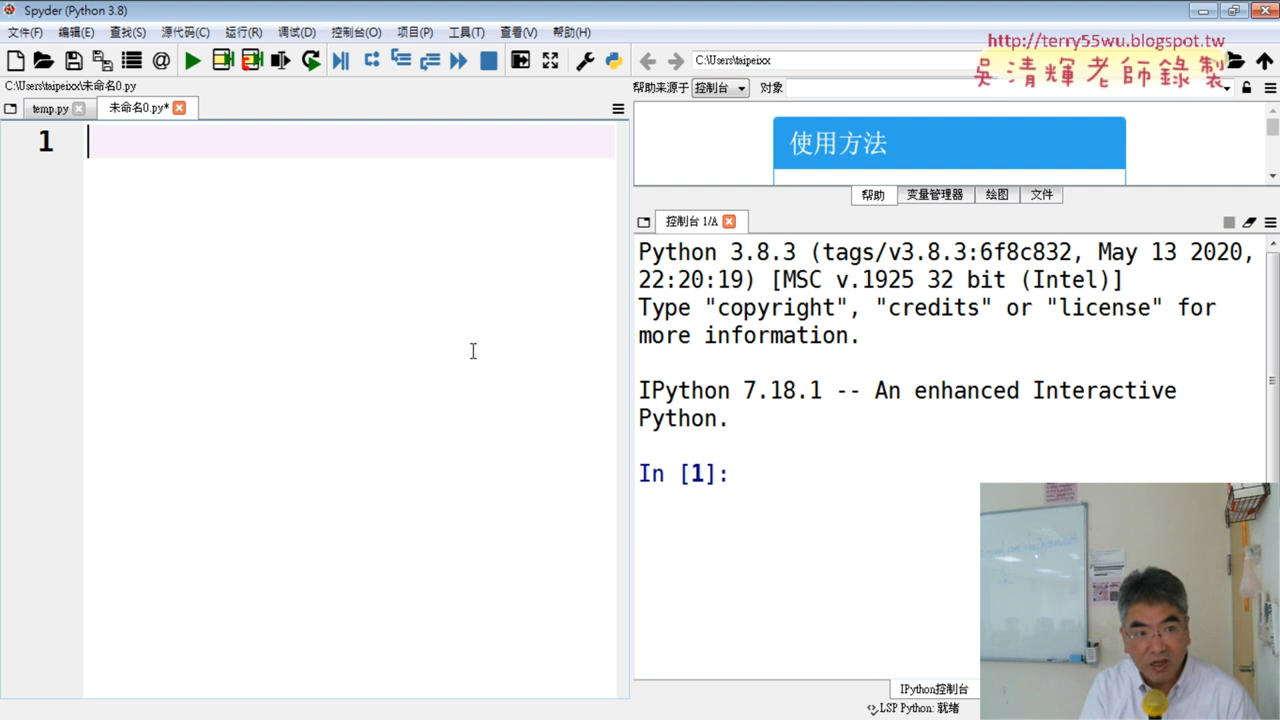 Spyder (Python 3.8)
文件(F) 编辑(E) 查找(S) 源代码(C) 运行(R) 调试(D) 控制台(O) 项目(P) 工具(T) 查看(V) 帮助(H)
http://terry55wu.blogspot.tw
吳清輝老師錄製
C:\Users\taipeixx
C:\Users\taipeixx\未命名0.py
帮助来源于 控制台 对象
temp.py 未命名0.py*
1
使用方法
帮助 变量管理器 绘图 文件
控制台 1/A
Python 3.8.3 (tags/v3.8.3:6f8c832, May 13 2020,
22:20:19) [MSC v.1925 32 bit (Intel)]
Type "copyright", "credits" or "license" for
more information.
IPython 7.18.1 -- An enhanced Interactive
Python.
In [1]:
IPython控制台
LSP Python: 就绪